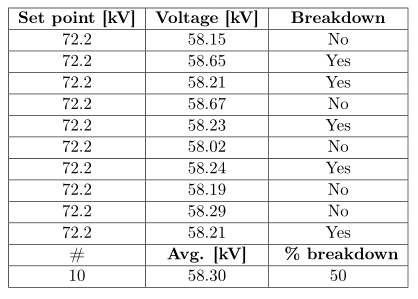 Set point [kV] Voltage [kV] Breakdown
72.2 58.15 No
72.2 58.65 Yes
72.2 58.21 Yes
72.2 58.67 No
72.2 58.23 Yes
72.2 58.02 No
72.2 58.24 Yes
72.2 58.19 No
72.2 58.29 No
72.2 58.21 Yes
# Avg. [kV] % breakdown
10 58.30 50